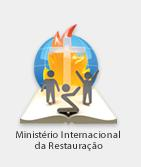 Ministério Internacional
da Restauração